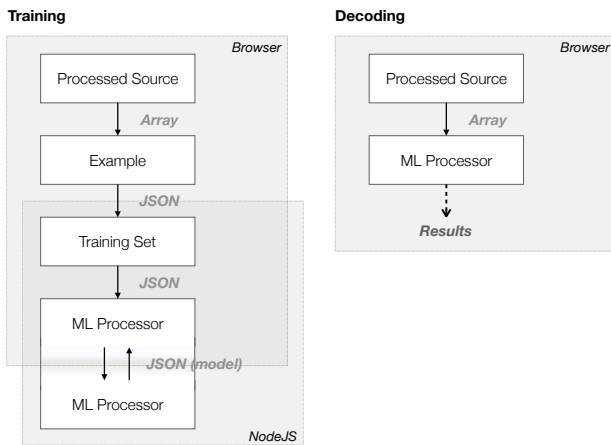 Training
Browser
Processed Source
Array
Example
JSON
Training Set
JSON
ML Processor
JSON (model)
ML Processor
NodeJS
Decoding
Browser
Processed Source
Array
ML Processor
Results